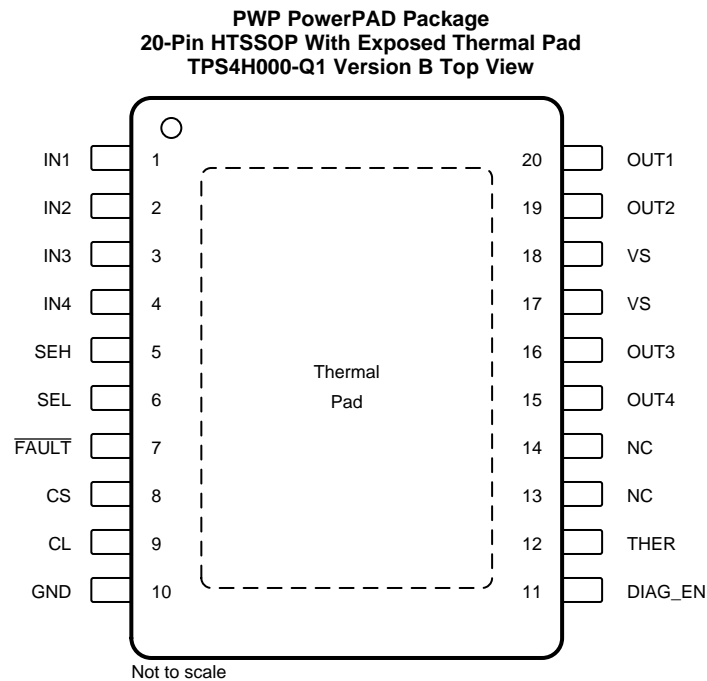 PWP PowerPAD Package
20-Pin HTSSOP With Exposed Thermal Pad
TPS4H000-Q1 Version B Top View
IN1 1 20 OUT1
IN2 2 19 OUT2
IN3 3 18 VS
IN4 4 17 VS
SEH 5 16 OUT3
Thermal
SEL 6 Pad 15 OUT4
FAULT 7 14 NC
CS 8 13 NC
CL 9 12 THER
GND 10 11 DIAG_EN
Not to scale